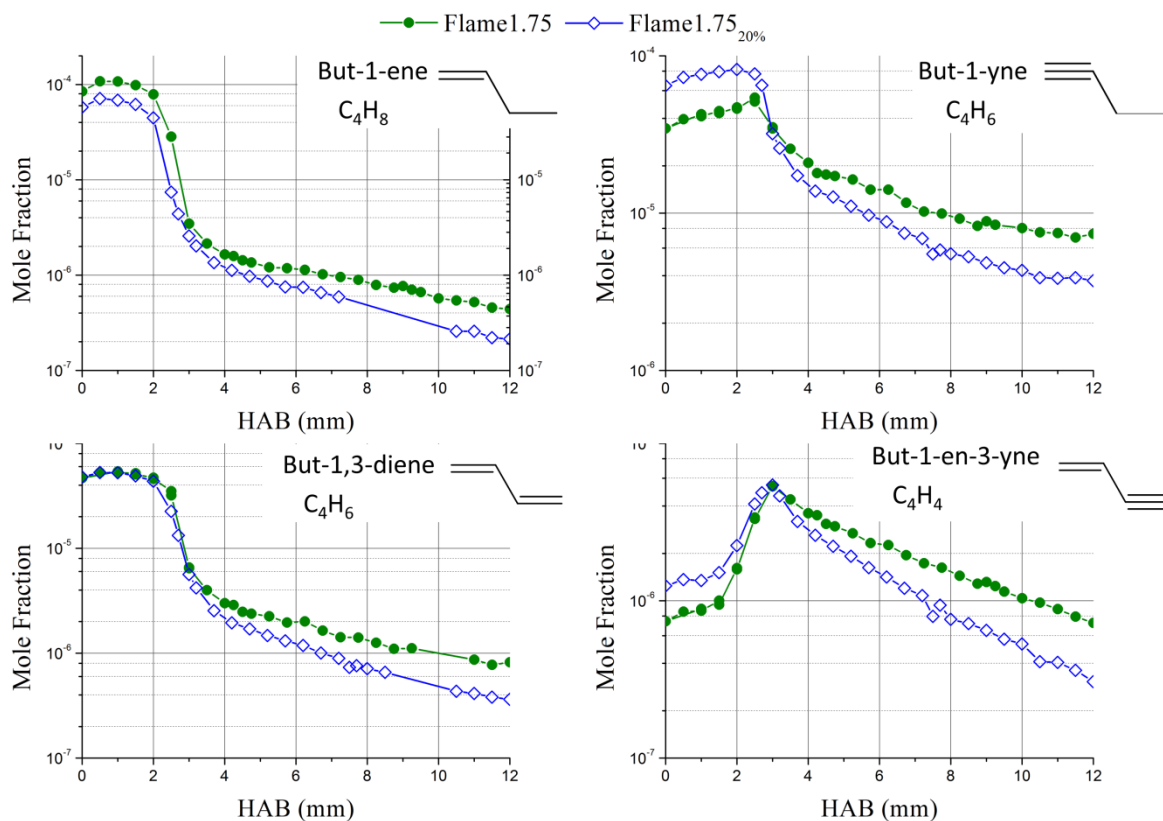 Flame1.75 Flame1.75₂₀%
But-1-ene
C₄H₈
Mole Fraction
10⁻⁴
10⁻⁵
10⁻⁶
10⁻⁷
10⁻⁵
10⁻⁶
10⁻⁷
0 2 4 6 8 10 12
HAB (mm)
But-1-yne
C₄H₆
Mole Fraction
10⁻⁴
10⁻⁵
10⁻⁶
0 2 4 6 8 10 12
HAB (mm)
But-1,3-diene
C₄H₆
Mole Fraction
10⁻⁵
10⁻⁶
10⁻⁷
0 2 4 6 8 10 12
HAB (mm)
But-1-en-3-yne
C₄H₄
Mole Fraction
10⁻⁶
10⁻⁷
0 2 4 6 8 10 12
HAB (mm)